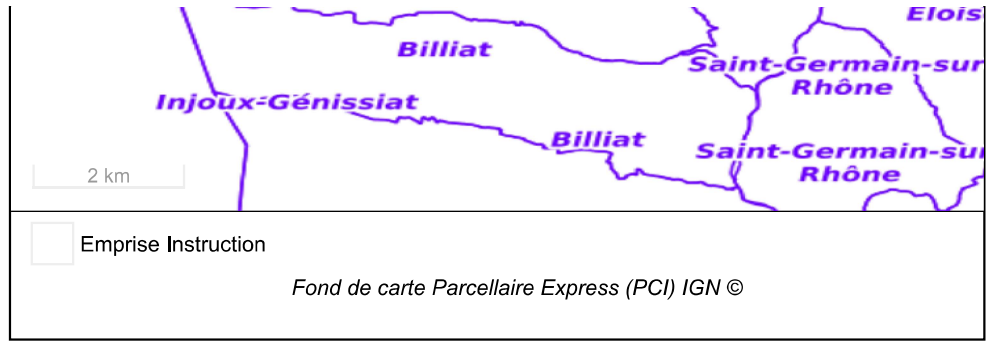 Elois
Billiat
Saint-Germain-sur
Rhône
Injoux-Génissiat
Billiat
Saint-Germain-sur
Rhône
2 km
Emprise Instruction
Fond de carte Parcellaire Express (PCI) IGN ©